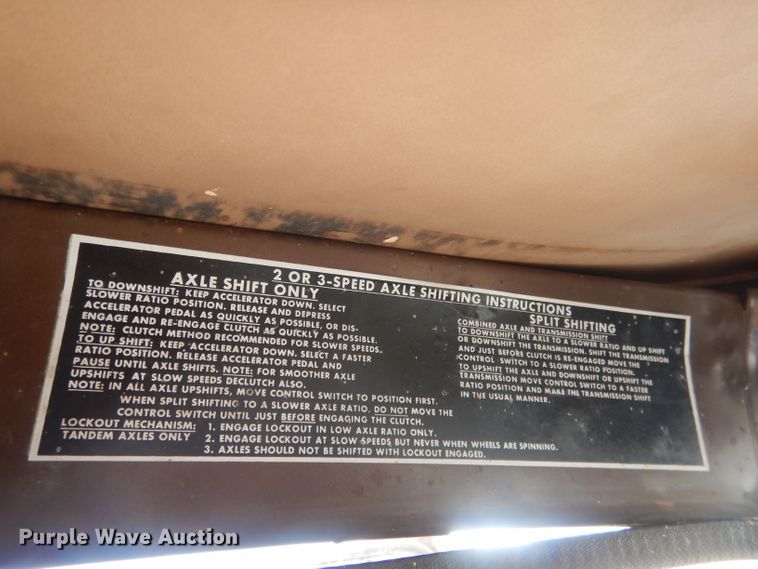 2 OR 3-SPEED AXLE SHIFTING INSTRUCTIONS
AXLE SHIFT ONLY
TO DOWNSHIFT: KEEP ACCELERATOR DOWN. SELECT
SLOWER RATIO POSITION. RELEASE AND DEPRESS
ACCELERATOR PEDAL AS QUICKLY AS POSSIBLE, OR DIS-
ENGAGE AND RE-ENGAGE CLUTCH AS QUICKLY AS POSSIBLE.
NOTE: CLUTCH METHOD RECOMMENDED FOR SLOWER SPEEDS.
TO UP SHIFT: KEEP ACCELERATOR DOWN. SELECT A FASTER
RATIO POSITION. RELEASE ACCELERATOR PEDAL AND
PAUSE UNTIL AXLE SHIFTS. NOTE: FOR SMOOTHER AXLE
UPSHIFTS AT SLOW SPEEDS DECLUTCH ALSO.
NOTE: IN ALL AXLE UPSHIFTS, MOVE CONTROL SWITCH TO POSITION FIRST.
WHEN SPLIT SHIFTING TO A SLOWER AXLE RATIO, DO NOT MOVE THE
CONTROL SWITCH UNTIL JUST BEFORE ENGAGING THE CLUTCH.
SPLIT SHIFTING
COMBINED AXLE AND TRANSMISSION SHIFT
TO DOWNSHIFT THE AXLE TO A SLOWER RATIO AND UP SHIFT
OR DOWNSHIFT THE TRANSMISSION. SHIFT THE TRANSMISSION
AND JUST BEFORE CLUTCH IS RE-ENGAGED MOVE THE
CONTROL SWITCH TO A SLOWER RATIO POSITION.
TO UPSHIFT THE AXLE AND DOWNSHIFT OR UPSHIFT THE
TRANSMISSION MOVE CONTROL SWITCH TO A FASTER
RATIO POSITION AND MAKE THE TRANSMISSION SHIFT
IN THE USUAL MANNER.
LOCKOUT MECHANISM: 1. ENGAGE LOCKOUT IN LOW AXLE RATIO ONLY.
TANDEM AXLES ONLY 2. ENGAGE LOCKOUT AT SLOW SPEEDS BUT NEVER WHEN WHEELS ARE SPINNING.
3. AXLES SHOULD NOT BE SHIFTED WITH LOCKOUT ENGAGED.
Purple Wave Auction